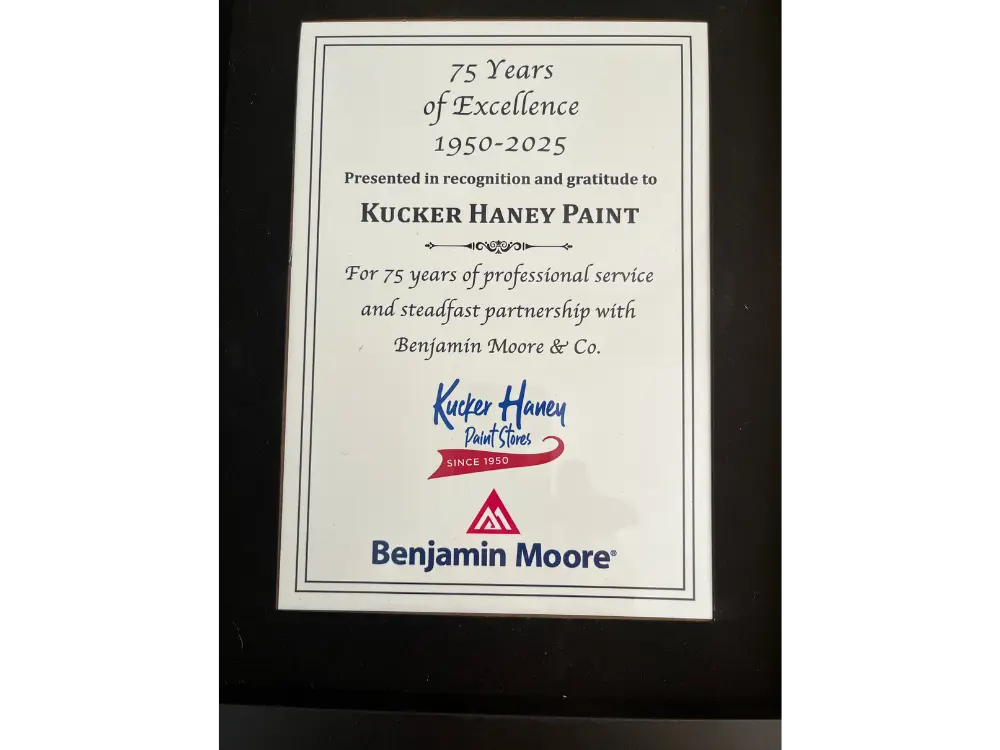 75 Years
of Excellence
1950-2025
Presented in recognition and gratitude to
KUCKER HANEY PAINT
For 75 years of professional service
and steadfast partnership with
Benjamin Moore & Co.
Kucker Haney
Paint Stores
SINCE 1950
Benjamin Moore®